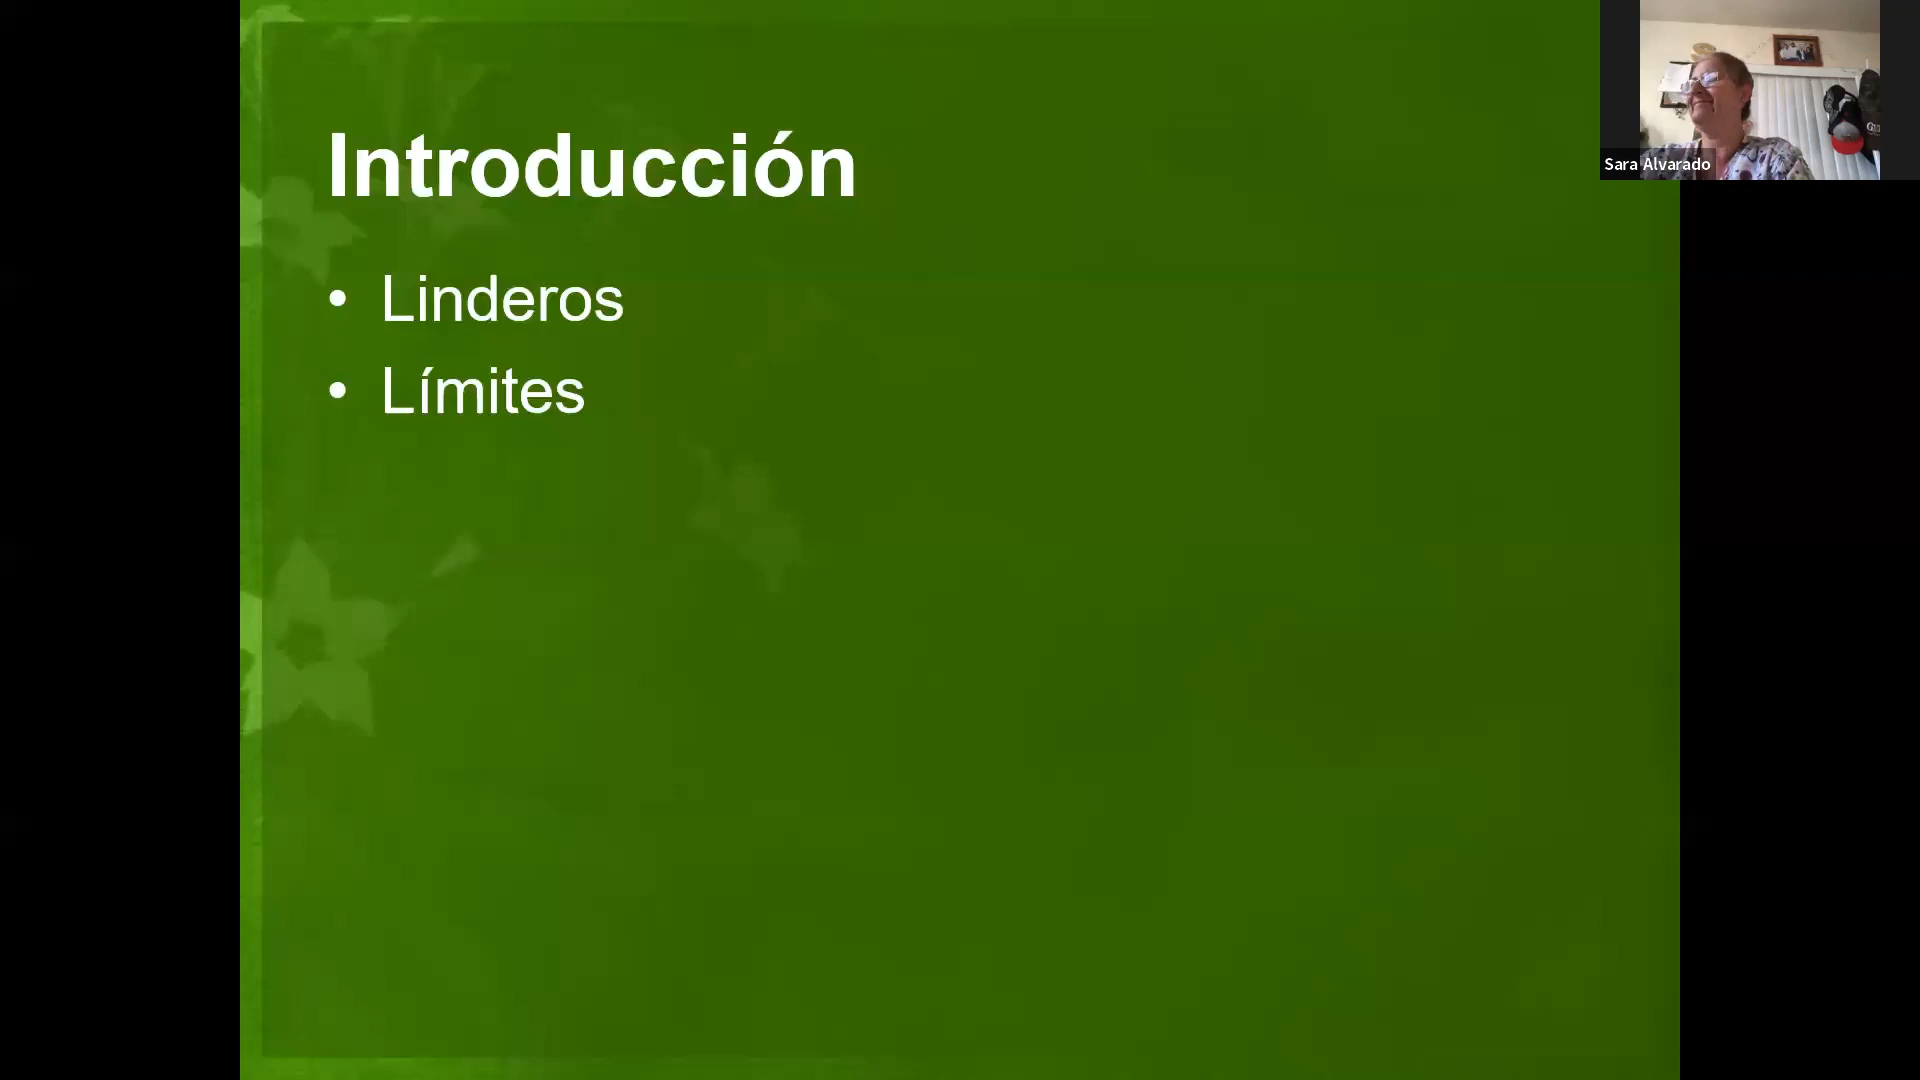 Introducción
• Linderos
• Límites
Sara Alvarado